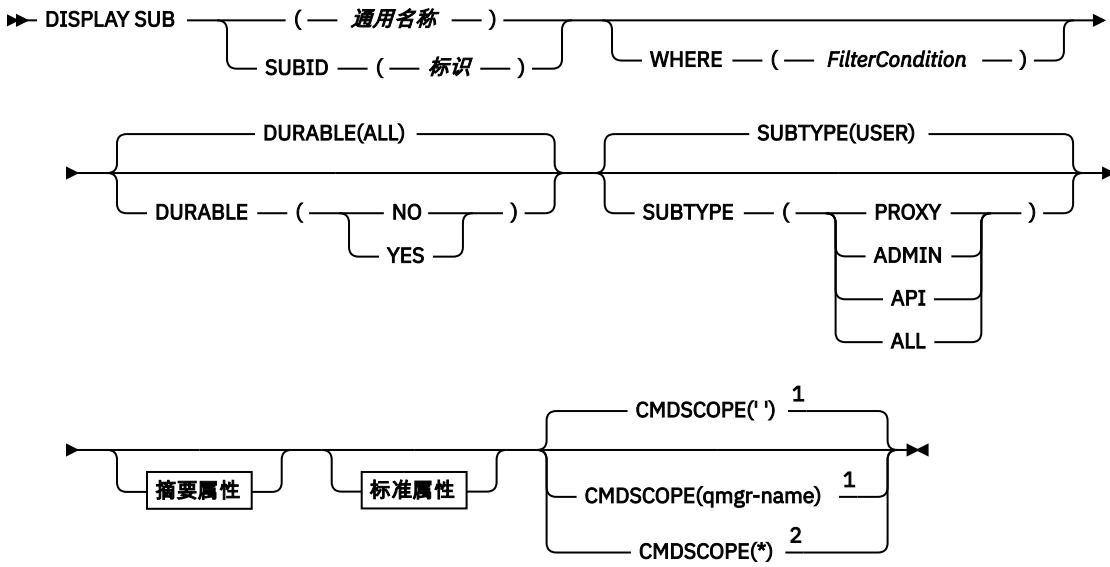 DISPLAY SUB ( 通用名称 )
SUBID ( 标识 )
WHERE ( FilterCondition )
DURABLE(ALL)
DURABLE ( NO )
YES
SUBTYPE(USER)
SUBTYPE ( PROXY )
ADMIN
API
ALL
摘要属性
标准属性
CMDSCOPE(' ') 1
CMDSCOPE(qmgr-name) 1
CMDSCOPE(*) 2